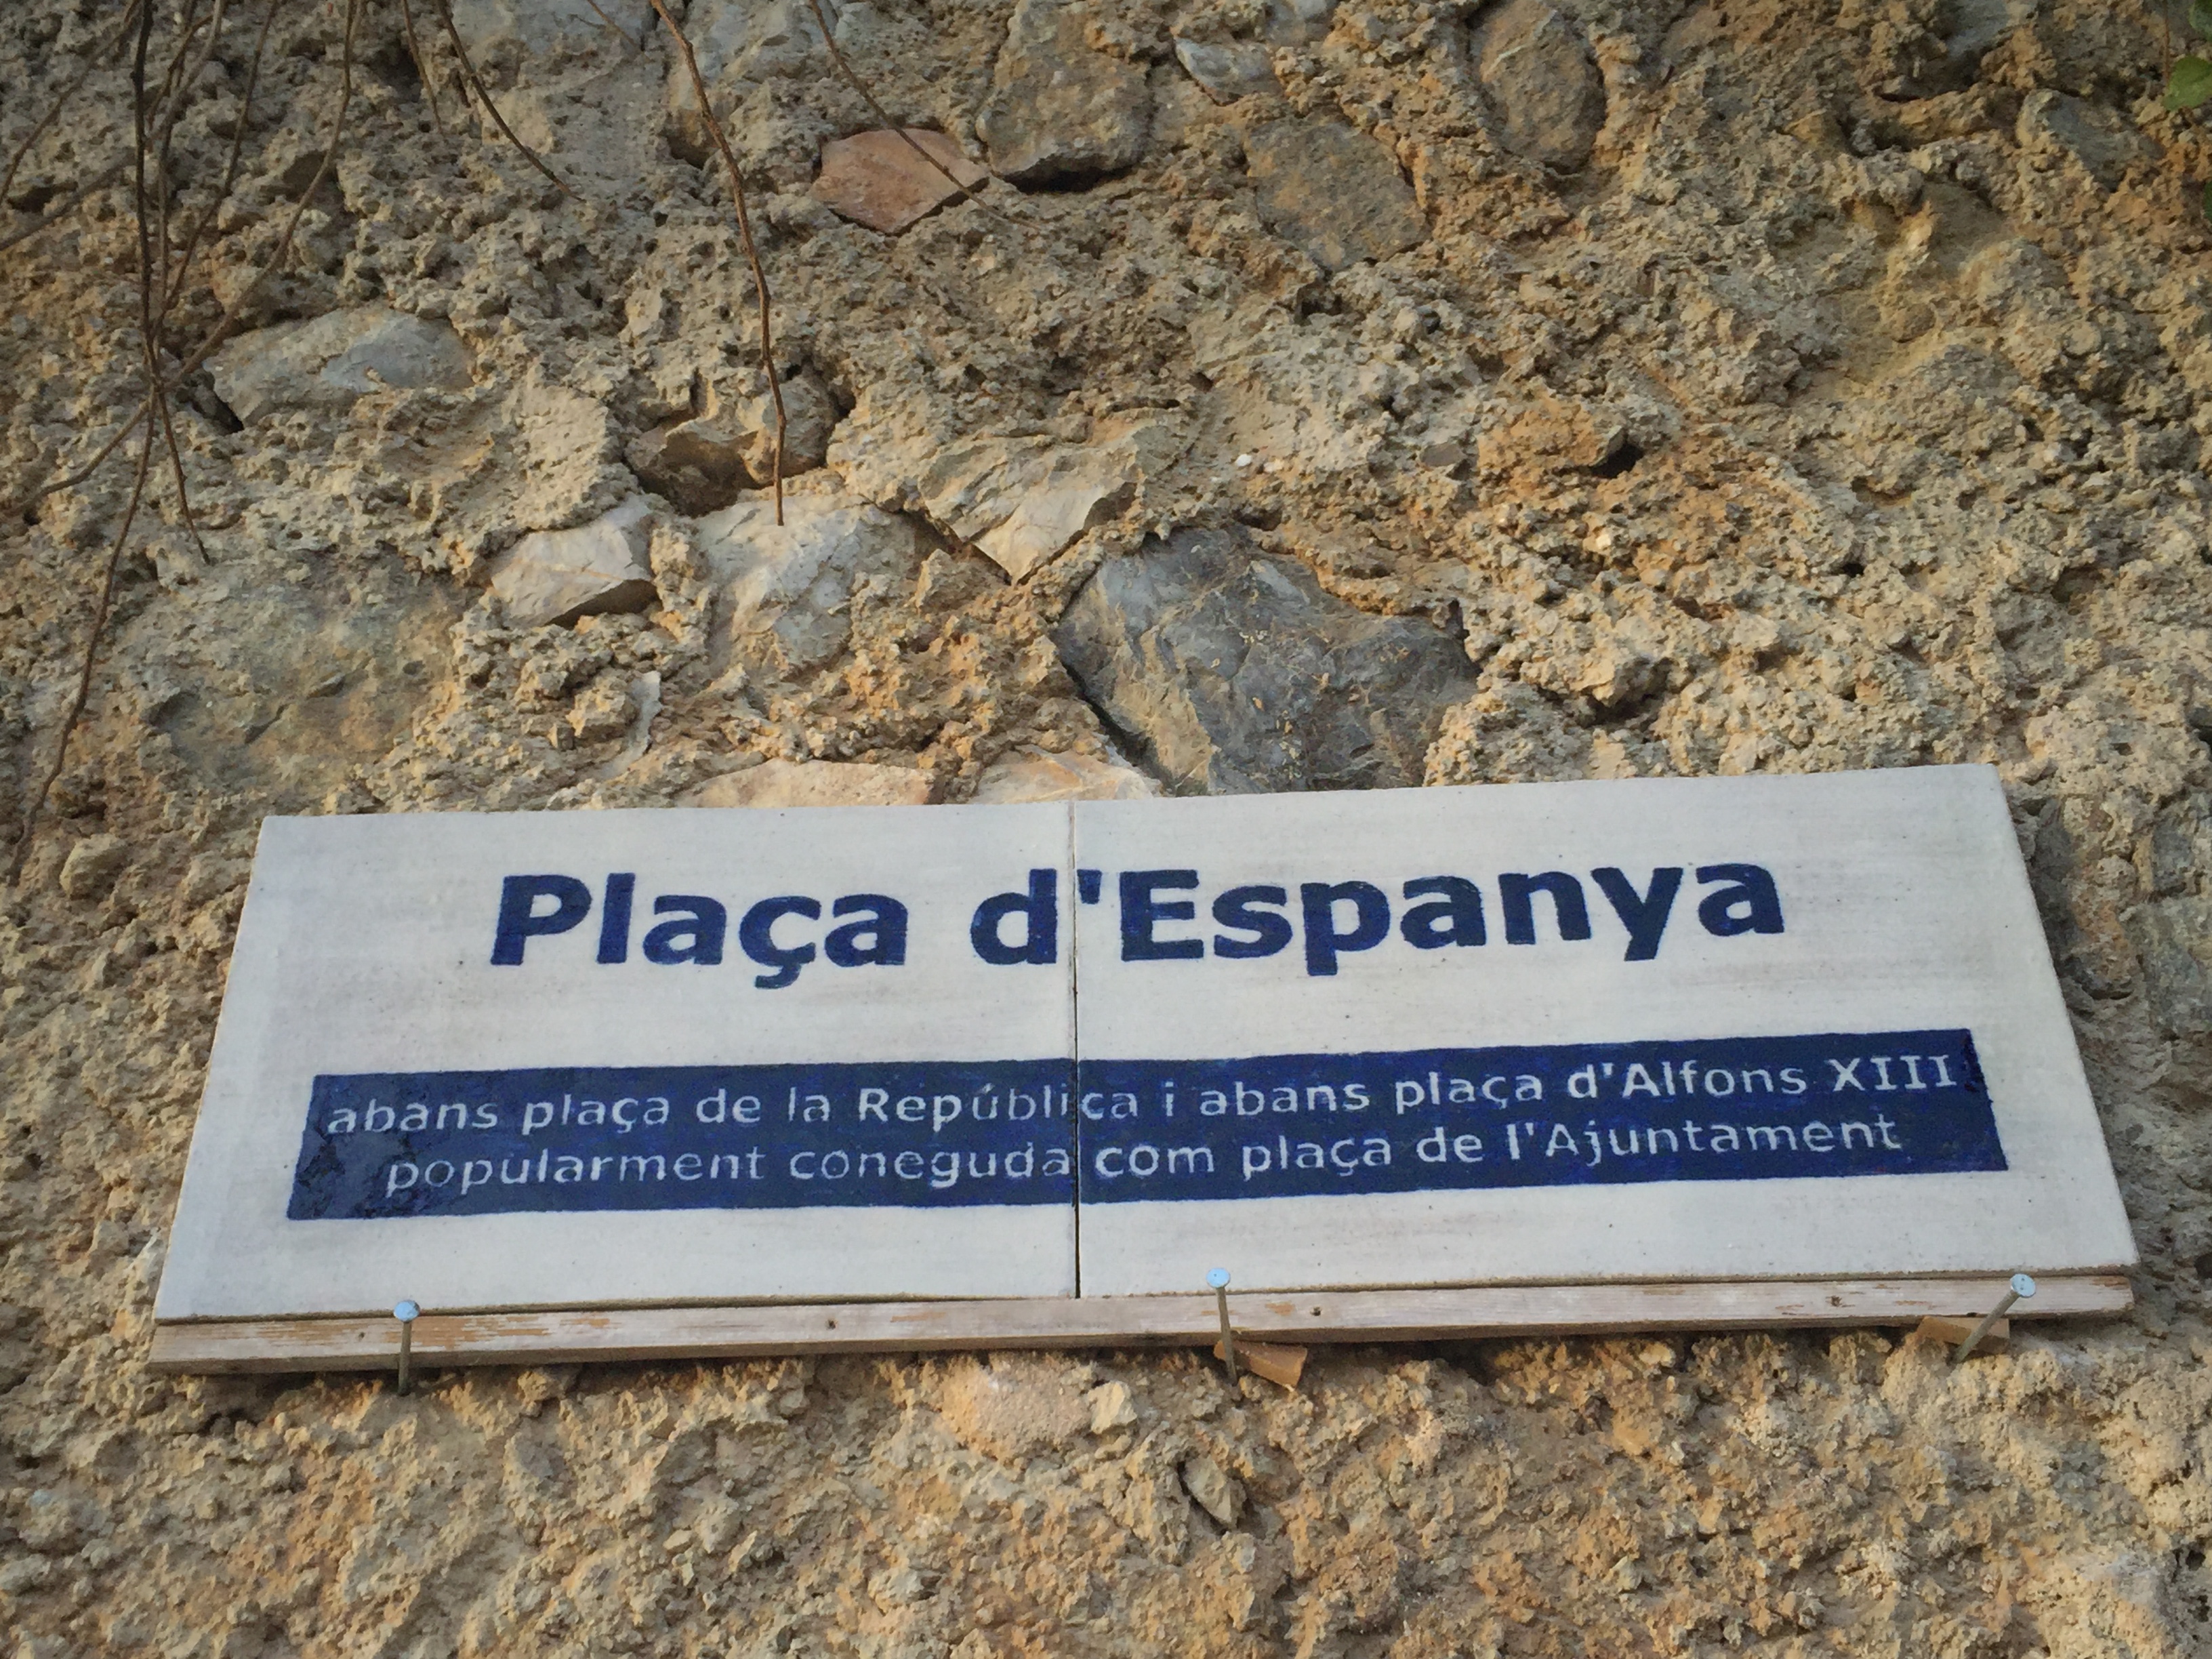 Plaça d'Espanya
abans plaça de la República i abans plaça d'Alfons XIII
popularment coneguda com plaça de l'Ajuntament